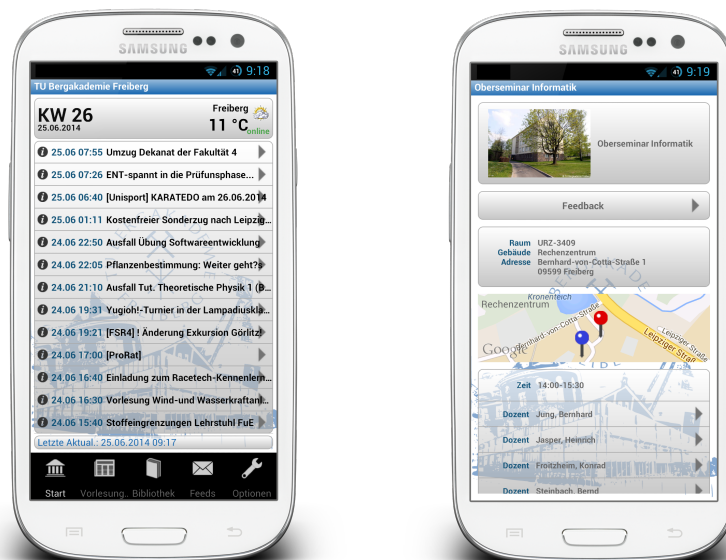 SAMSUNG
9:18
TU Bergakademie Freiberg
KW 26
25.06.2014
Freiberg
11 °C
online
25.06 07:55 Umzug Dekanat der Fakultät 4
25.06 07:26 ENT-spannt in die Prüfungsphase...
25.06 06:40 [Unisport] KARATEDO am 26.06.2014
25.06 01:11 Kostenfreier Sonderzug nach Leipzig...
24.06 22:50 Ausfall Übung Softwareentwicklung
24.06 22:05 Pflanzenbestimmung: Weiter geht?s
24.06 21:10 Ausfall Tut. Theoretische Physik 1 (B...
24.06 19:31 Yugioh!-Turnier in der Lampadiuskla...
24.06 19:21 [FSR4] ! Änderung Exkursion Görlitz
24.06 17:00 [ProRat]
24.06 16:40 Einladung zum Racetech-Kennenlern...
24.06 16:30 Vorlesung Wind-und Wasserkraftanl...
24.06 15:40 Stoffeingrenzungen Lehrstuhl FuE
Letzte Aktual.: 25.06.2014 09:17
Start Vorlesung.. Bibliothek Feeds Optionen
SAMSUNG
9:19
Oberseminar Informatik
Oberseminar Informatik
Feedback
Raum URZ-3409
Gebäude Rechenzentrum
Adresse Bernhard-von-Cotta-Straße 1
09599 Freiberg
Kronenteich
Rechenzentrum
Bernhard-von-Cotta-Straße
Leipziger Straße
Leipziger Straß
Google
Zeit 14:00-15:30
Dozent Jung, Bernhard
Dozent Jasper, Heinrich
Dozent Froitzheim, Konrad
Dozent Steinbach, Bernd